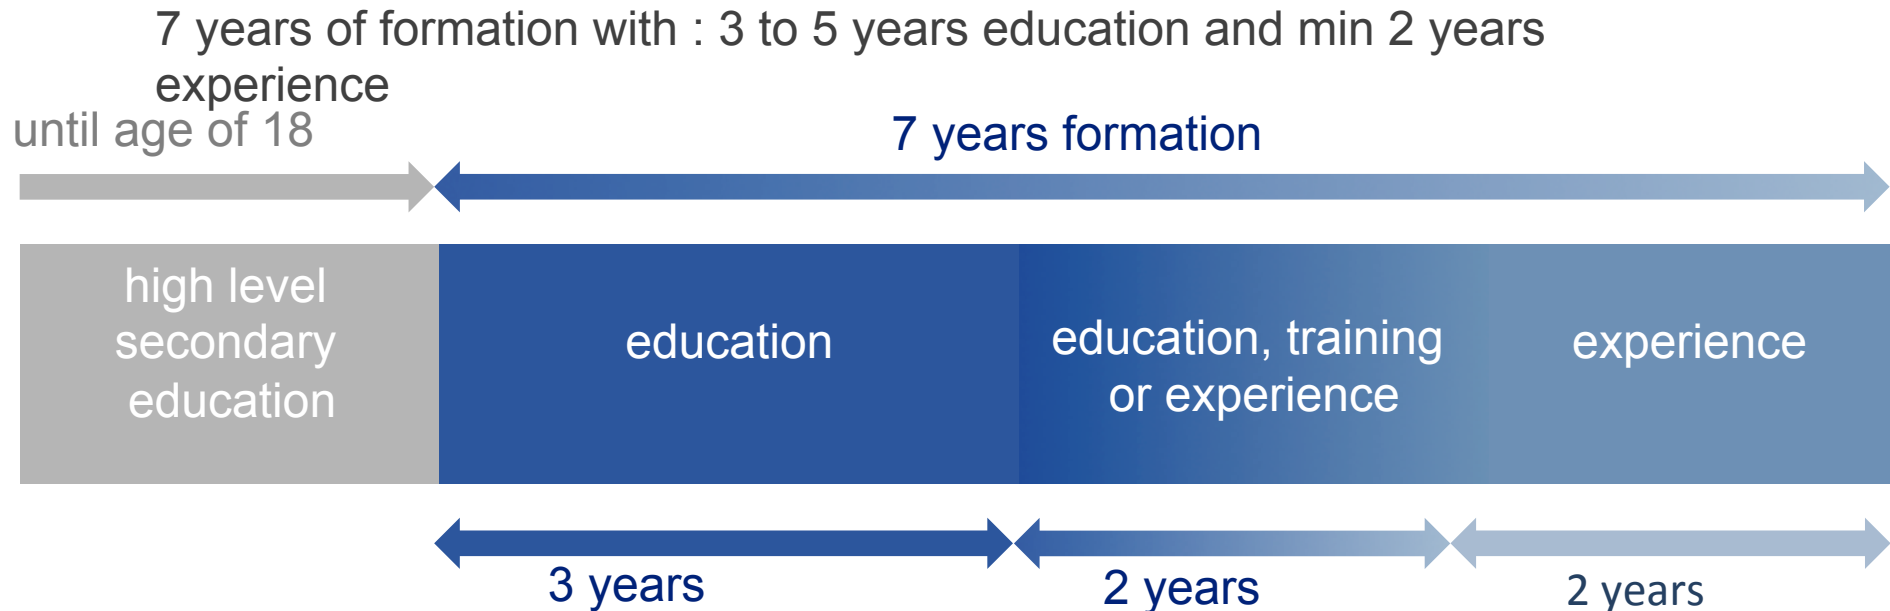 7 years of formation with : 3 to 5 years education and min 2 years
experience
until age of 18
7 years formation
high level
secondary
education
education
education, training
or experience
experience
3 years
2 years
2 years